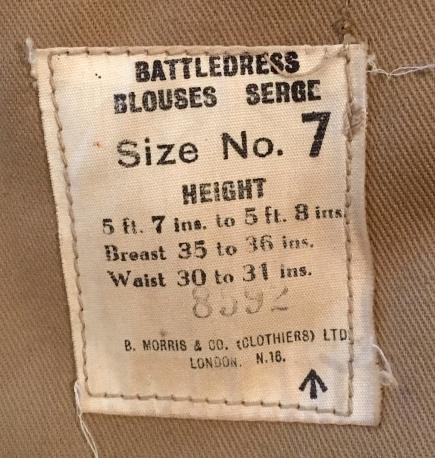 BATTLEDRESS
BLOUSES SERGE
Size No. 7
HEIGHT
5 ft. 7 ins. to 5 ft. 8 ins.
Breast 35 to 36 ins.
Waist 30 to 31 ins.
8592
B. MORRIS & CO. (CLOTHIERS) LTD.
LONDON. N.16.